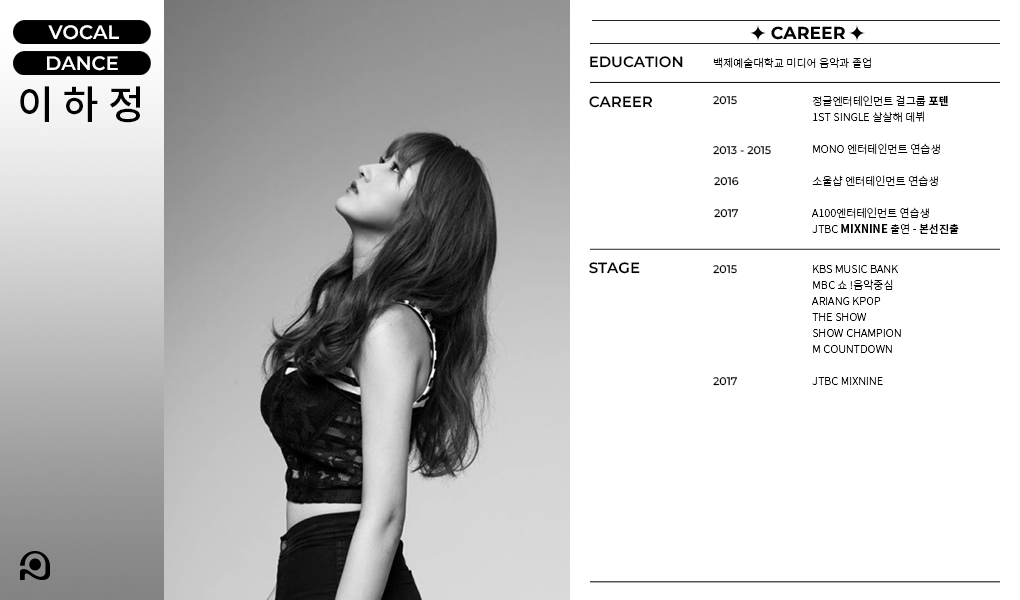 VOCAL
DANCE
이하정
✦ CAREER ✦
EDUCATION 백제예술대학교 미디어 음악과 졸업
CAREER 2015 정글엔터테인먼트 걸그룹 포텐
1ST SINGLE 살살해 데뷔
2013 - 2015 MONO 엔터테인먼트 연습생
2016 소울샵 엔터테인먼트 연습생
2017 A100엔터테인먼트 연습생
JTBC MIXNINE 출연 - 본선진출
STAGE 2015 KBS MUSIC BANK
MBC 쇼 !음악중심
ARIANG KPOP
THE SHOW
SHOW CHAMPION
M COUNTDOWN
2017 JTBC MIXNINE